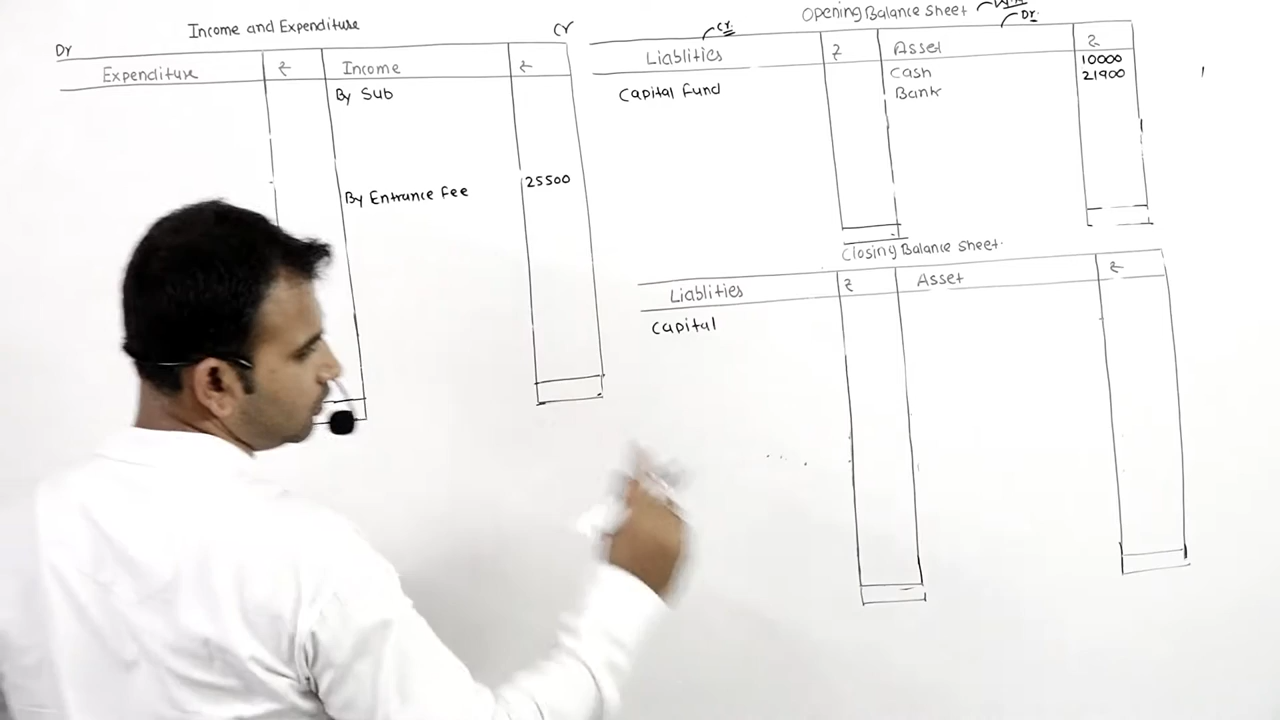 Income and Expenditure
Dr
Cr
Expenditure ₹ Income ₹
By Sub
By Entrance Fee 25500
Opening Balance Sheet
Cr.
Dr.
Liablities ₹ Asset ₹
Capital Fund
Cash 10000
Bank 21900
Closing Balance Sheet.
Liablities ₹ Asset ₹
Capital